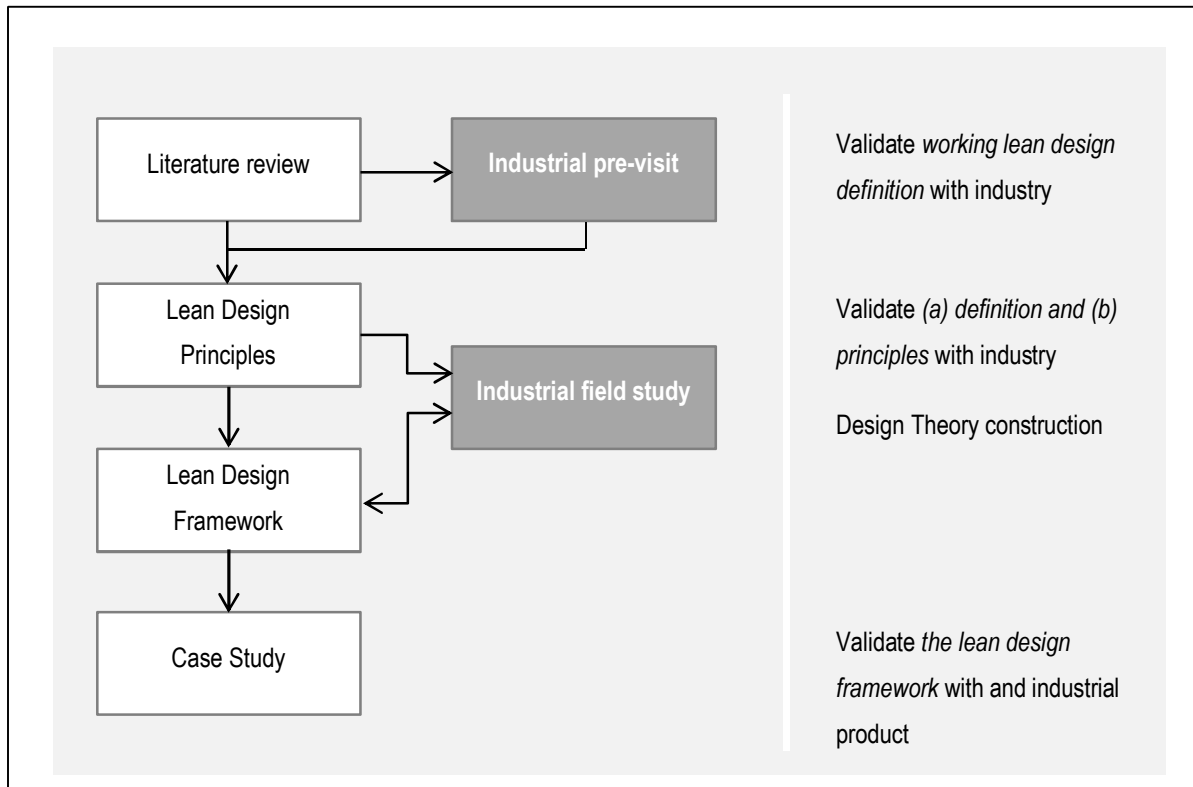 Literature review
Industrial pre-visit
Validate working lean design
definition with industry
Lean Design
Principles
Industrial field study
Validate (a) definition and (b)
principles with industry
Design Theory construction
Lean Design
Framework
Case Study
Validate the lean design
framework with and industrial
product